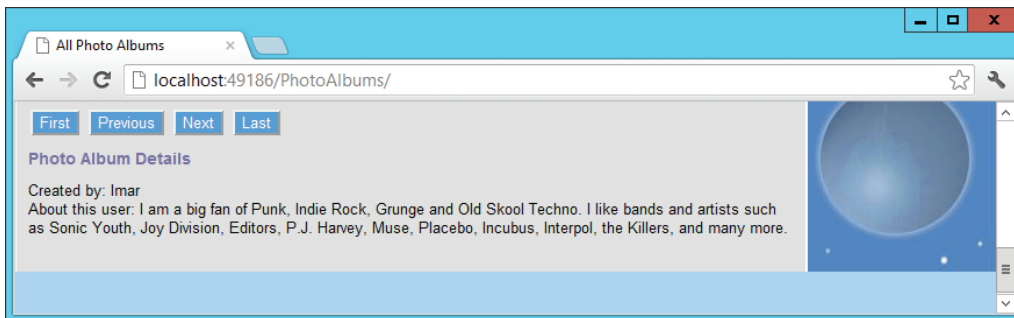 All Photo Albums
localhost:49186/PhotoAlbums/
First Previous Next Last
Photo Album Details
Created by: Imar
About this user: I am a big fan of Punk, Indie Rock, Grunge and Old Skool Techno. I like bands and artists such
as Sonic Youth, Joy Division, Editors, P.J. Harvey, Muse, Placebo, Incubus, Interpol, the Killers, and many more.